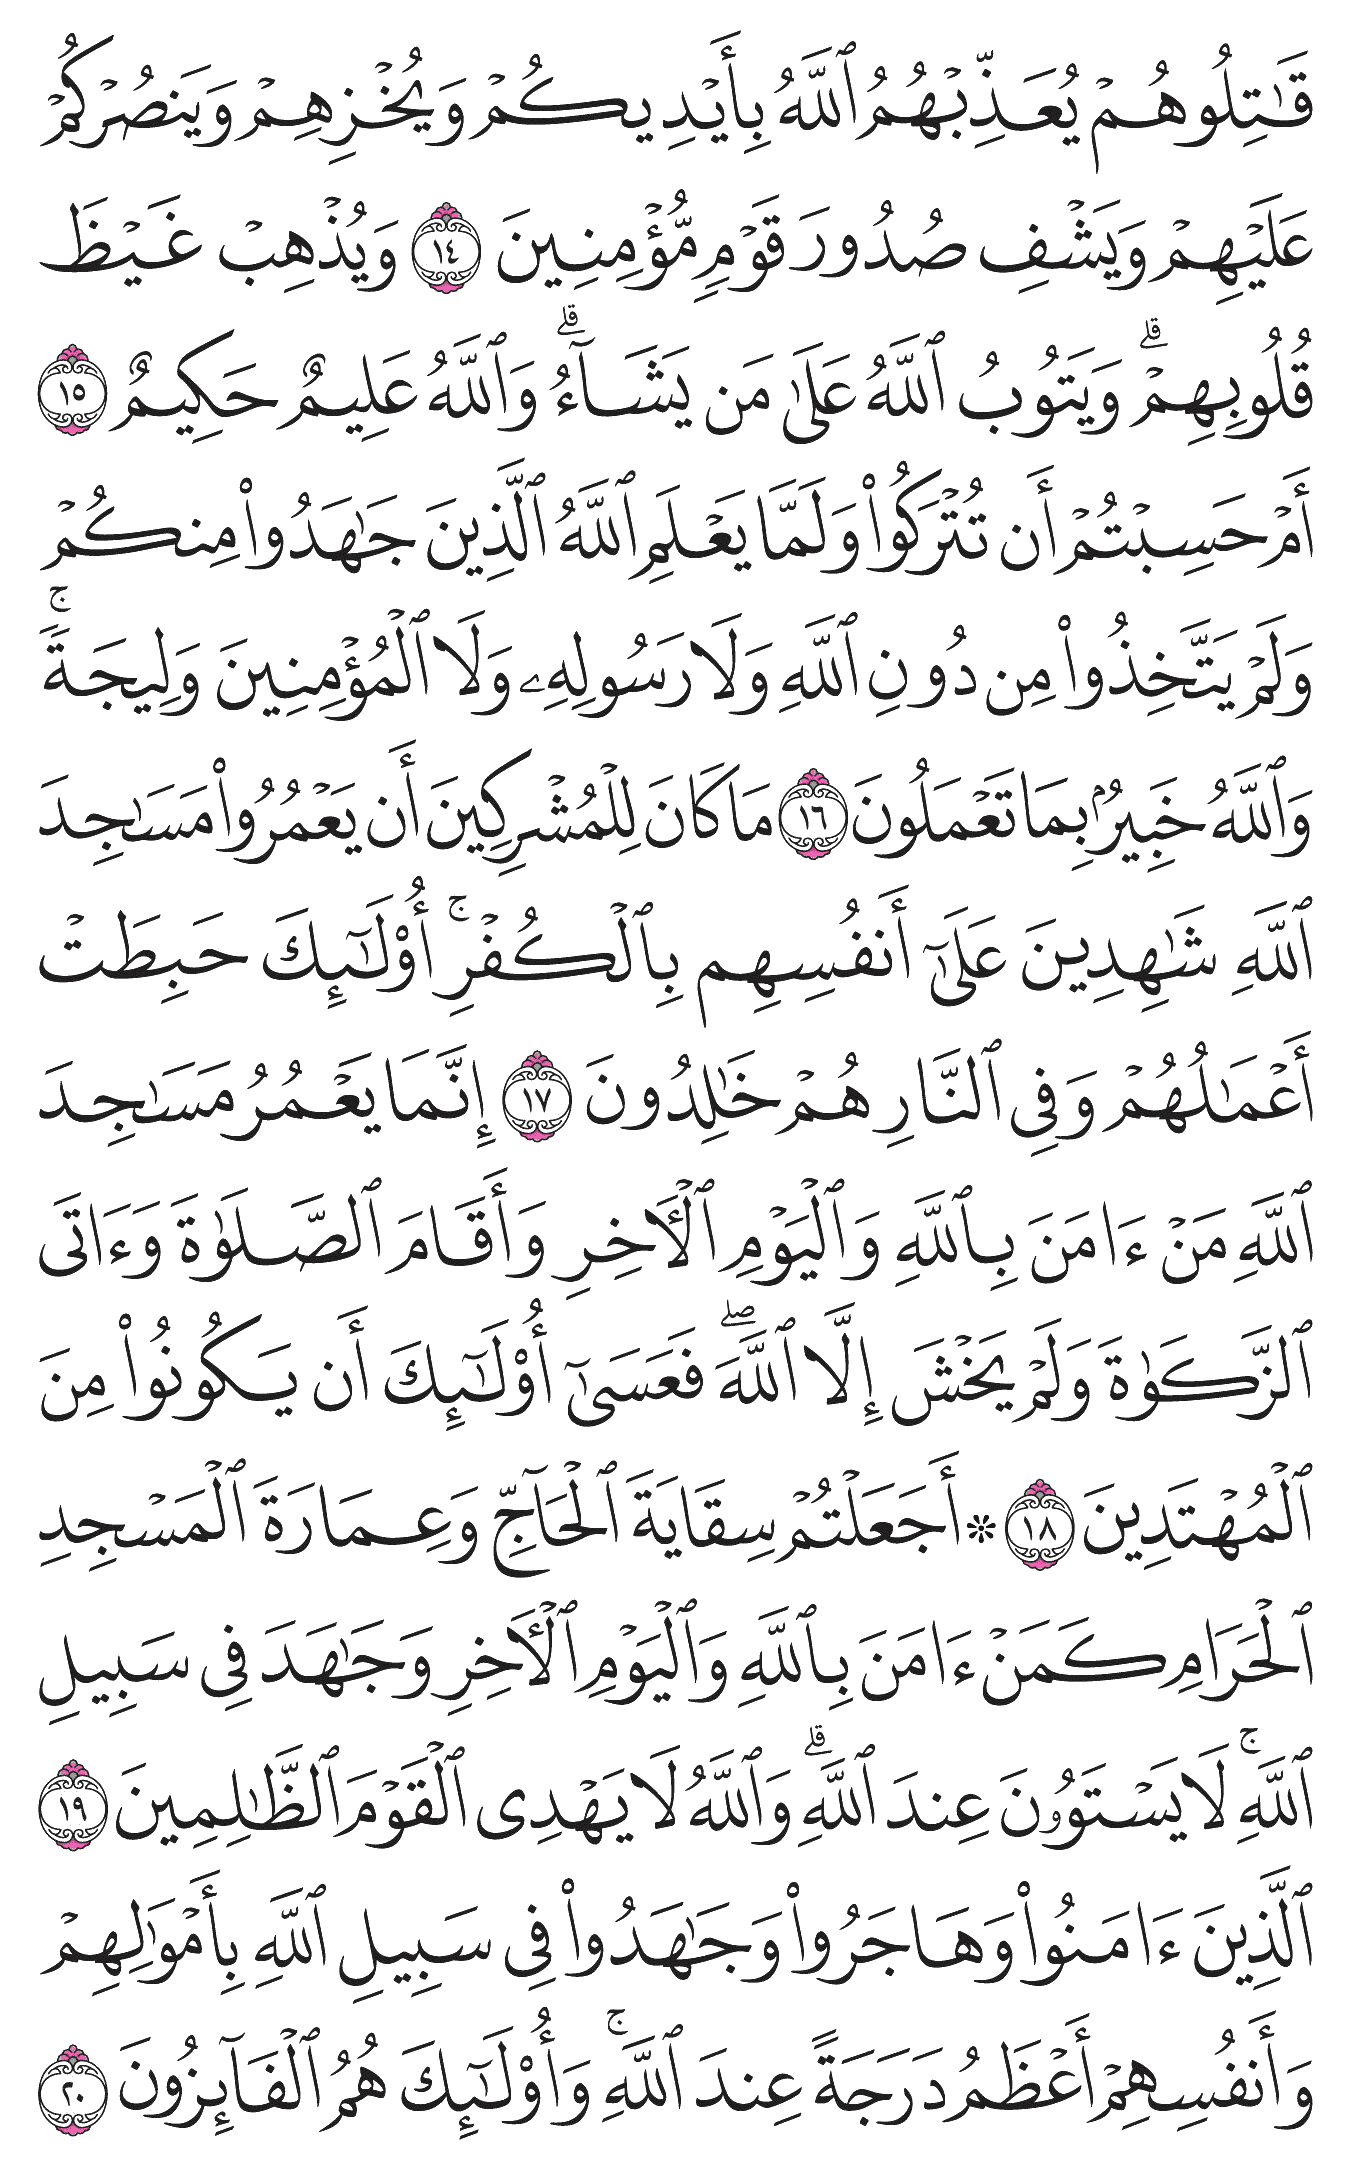 قَـٰتِلُوهُمْ يُعَذِّبْهُمُ ٱللَّهُ بِأَيْدِيكُمْ وَيُخْزِهِمْ وَيَنصُرْكُمْ
عَلَيْهِمْ وَيَشْفِ صُدُورَ قَوْمٍ مُّؤْمِنِينَ ١٤ وَيُذْهِبْ غَيْظَ
قُلُوبِهِمْ ۗ وَيَتُوبُ ٱللَّهُ عَلَىٰ مَن يَشَآءُ ۗ وَٱللَّهُ عَلِيمٌ حَكِيمٌ ١٥
أَمْ حَسِبْتُمْ أَن تُتْرَكُوا۟ وَلَمَّا يَعْلَمِ ٱللَّهُ ٱلَّذِينَ جَـٰهَدُوا۟ مِنكُمْ
وَلَمْ يَتَّخِذُوا۟ مِن دُونِ ٱللَّهِ وَلَا رَسُولِهِۦ وَلَا ٱلْمُؤْمِنِينَ وَلِيجَةً ۚ
وَٱللَّهُ خَبِيرٌۢ بِمَا تَعْمَلُونَ ١٦ مَا كَانَ لِلْمُشْرِكِينَ أَن يَعْمُرُوا۟ مَسَـٰجِدَ
ٱللَّهِ شَـٰهِدِينَ عَلَىٰٓ أَنفُسِهِم بِٱلْكُفْرِ ۚ أُو۟لَـٰٓئِكَ حَبِطَتْ
أَعْمَـٰلُهُمْ وَفِى ٱلنَّارِ هُمْ خَـٰلِدُونَ ١٧ إِنَّمَا يَعْمُرُ مَسَـٰجِدَ
ٱللَّهِ مَنْ ءَامَنَ بِٱللَّهِ وَٱلْيَوْمِ ٱلْـَٔاخِرِ وَأَقَامَ ٱلصَّلَوٰةَ وَءَاتَى
ٱلزَّكَوٰةَ وَلَمْ يَخْشَ إِلَّا ٱللَّهَ ۖ فَعَسَىٰٓ أُو۟لَـٰٓئِكَ أَن يَكُونُوا۟ مِنَ
ٱلْمُهْتَدِينَ ١٨ ۞ أَجَعَلْتُمْ سِقَايَةَ ٱلْحَآجِّ وَعِمَارَةَ ٱلْمَسْجِدِ
ٱلْحَرَامِ كَمَنْ ءَامَنَ بِٱللَّهِ وَٱلْيَوْمِ ٱلْـَٔاخِرِ وَجَـٰهَدَ فِى سَبِيلِ
ٱللَّهِ ۚ لَا يَسْتَوُۥنَ عِندَ ٱللَّهِ ۗ وَٱللَّهُ لَا يَهْدِى ٱلْقَوْمَ ٱلظَّـٰلِمِينَ ١٩
ٱلَّذِينَ ءَامَنُوا۟ وَهَاجَرُوا۟ وَجَـٰهَدُوا۟ فِى سَبِيلِ ٱللَّهِ بِأَمْوَٰلِهِمْ
وَأَنفُسِهِمْ أَعْظَمُ دَرَجَةً عِندَ ٱللَّهِ ۚ وَأُو۟لَـٰٓئِكَ هُمُ ٱلْفَآئِزُونَ ٢٠